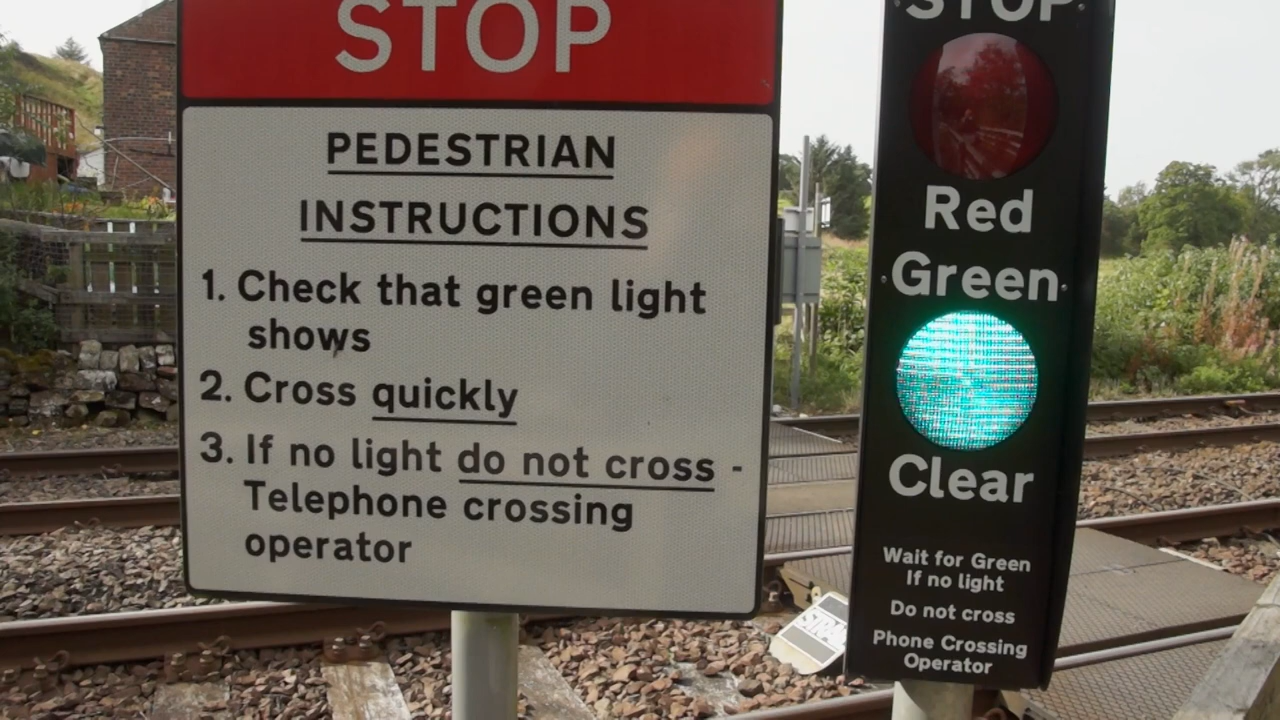 STOP
PEDESTRIAN
INSTRUCTIONS
1. Check that green light
shows
2. Cross quickly
3. If no light do not cross -
Telephone crossing
operator
STOP
Red
Green
Clear
Wait for Green
If no light
Do not cross
Phone Crossing
Operator